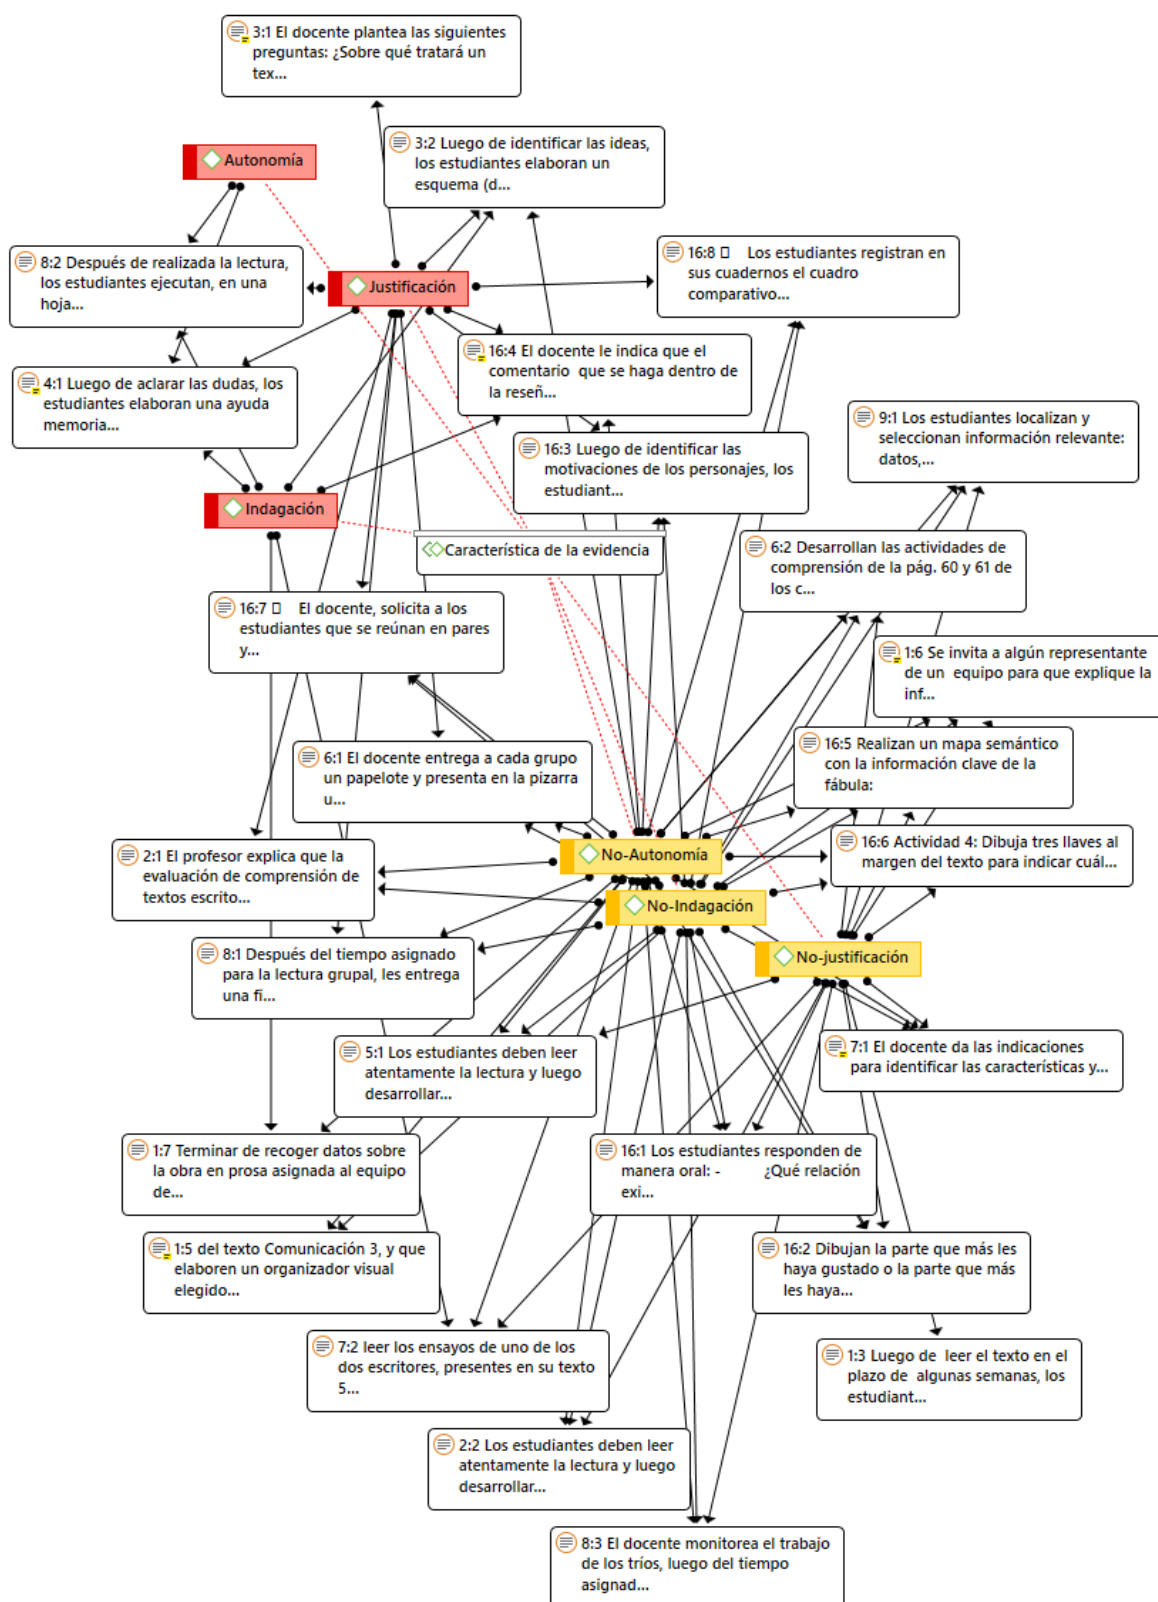 3:1 El docente plantea las siguientes
preguntas: ¿Sobre qué tratará un
tex...
3:2 Luego de identificar las ideas,
los estudiantes elaboran un
esquema (d...
Autonomía
8:2 Después de realizada la lectura,
los estudiantes ejecutan, en una
hoja...
Justificación
16:8 Los estudiantes registran en
sus cuadernos el cuadro
comparativo...
16:4 El docente le indica que el
comentario que se haga dentro de
la reseñ...
4:1 Luego de aclarar las dudas, los
estudiantes elaboran una ayuda
memoria...
9:1 Los estudiantes localizan y
seleccionan información relevante:
datos,...
16:3 Luego de identificar las
motivaciones de los personajes, los
estudiant...
Indagación
Característica de la evidencia
6:2 Desarrollan las actividades de
comprensión de la pág. 60 y 61 de
los c...
16:7 El docente, solicita a los
estudiantes que se reúnan en pares
y...
1:6 Se invita a algún representante
de un equipo para que explique la
inf...
6:1 El docente entrega a cada grupo
un papelote y presenta en la pizarra
u...
16:5 Realizan un mapa semántico
con la información clave de la
fábula:
2:1 El profesor explica que la
evaluación de comprensión de
textos escrito...
No-Autonomía
16:6 Actividad 4: Dibuja tres llaves al
margen del texto para indicar cuál...
No-Indagación
8:1 Después del tiempo asignado
para la lectura grupal, les entrega
una fi...
No-justificación
5:1 Los estudiantes deben leer
atentamente la lectura y luego
desarrollar...
7:1 El docente da las indicaciones
para identificar las características y...
1:7 Terminar de recoger datos sobre
la obra en prosa asignada al equipo
de...
16:1 Los estudiantes responden de
manera oral: - ¿Qué relación
exi...
1:5 del texto Comunicación 3, y que
elaboren un organizador visual
elegido...
16:2 Dibujan la parte que más les
haya gustado o la parte que más
les haya...
7:2 leer los ensayos de uno de los
dos escritores, presentes en su texto
5...
1:3 Luego de leer el texto en el
plazo de algunas semanas, los
estudiant...
2:2 Los estudiantes deben leer
atentamente la lectura y luego
desarrollar...
8:3 El docente monitorea el trabajo
de los tríos, luego del tiempo
asignad...